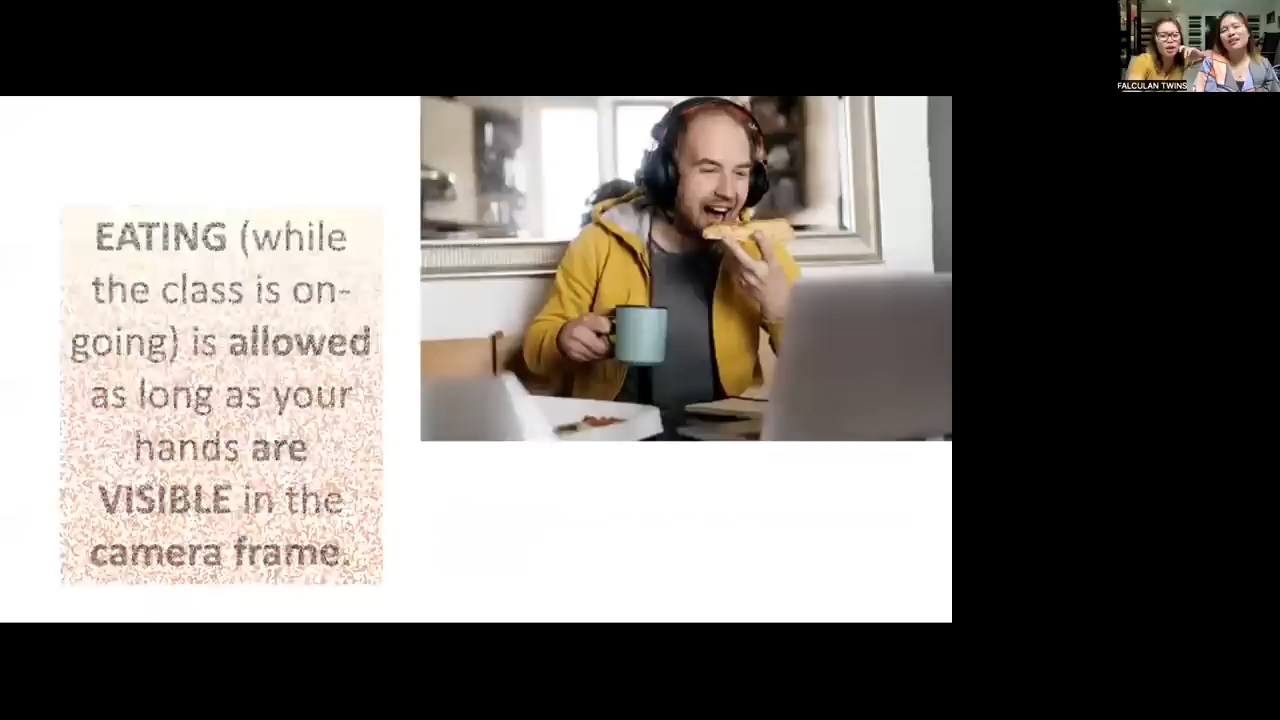 FALCULAN TWINS
EATING (while
the class is on-
going) is allowed
as long as your
hands are
VISIBLE in the
camera frame.